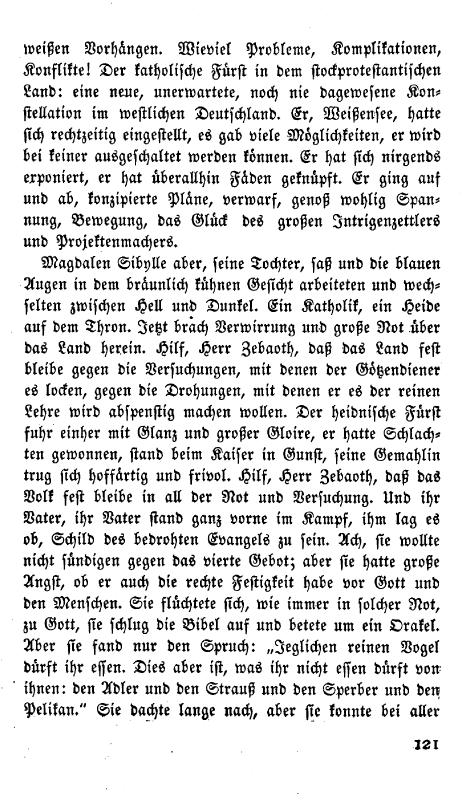 weißen Vorhängen. Wieviel Probleme, Komplikationen,
Konflikte! Der katholische Fürst in dem stockprotestantischen
Land: eine neue, unerwartete, noch nie dagewesene Kon-
stellation im westlichen Deutschland. Er, Weißensee, hatte
sich rechtzeitig eingestellt, es gab viele Möglichkeiten, er wird
bei keiner ausgeschaltet werden können. Er hat sich nirgends
exponiert, er hat überallhin Fäden geknüpft. Er ging auf
und ab, konzipierte Pläne, verwarf, genoß wohlig Span-
nung, Bewegung, das Glück des großen Intrigenzettlers
und Projektenmachers.
Magdalen Sibylle aber, seine Tochter, saß und die blauen
Augen in dem bräunlich kühnen Gesicht arbeiteten und wech-
selten zwischen Hell und Dunkel. Ein Katholik, ein Heide
auf dem Thron. Jetzt brach Verwirrung und große Not über
das Land herein. Hilf, Herr Zebaoth, daß das Land fest
bleibe gegen die Versuchungen, mit denen der Götzendiener
es locken, gegen die Drohungen, mit denen er es der reinen
Lehre wird abspenstig machen wollen. Der heidnische Fürst
fuhr einher mit Glanz und großer Gloire, er hatte Schlach-
ten gewonnen, stand beim Kaiser in Gunst, seine Gemahlin
trug sich hoffärtig und frivol. Hilf, Herr Zebaoth, daß das
Volk fest bleibe in all der Not und Versuchung. Und ihr
Vater, ihr Vater stand ganz vorne im Kampf, ihm lag es
ob, Schild des bedrohten Evangels zu sein. Ach, sie wollte
nicht sündigen gegen das vierte Gebot; aber sie hatte große
Angst, ob er auch die rechte Festigkeit habe vor Gott und
den Menschen. Sie flüchtete sich, wie immer in solcher Not,
zu Gott, sie schlug die Bibel auf und betete um ein Orakel.
Aber sie fand nur den Spruch: „Jeglichen reinen Vogel
dürft ihr essen. Dies aber ist, was ihr nicht essen dürft von
ihnen: den Adler und den Strauß und den Sperber und den
Pelikan.“ Sie dachte lange nach, aber sie konnte bei aller
121